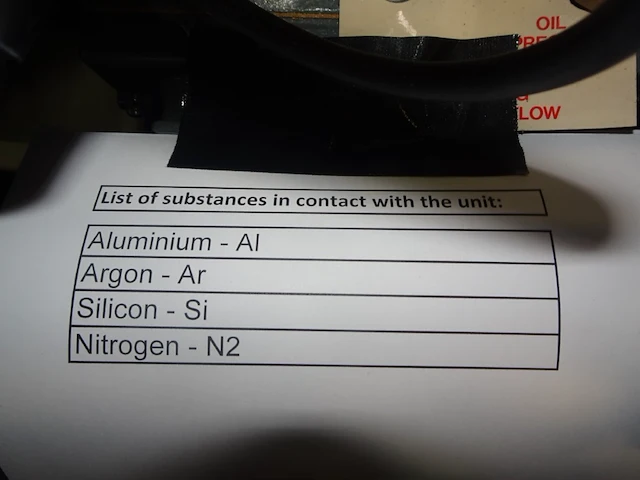 OIL
LOW
List of substances in contact with the unit:
Aluminium - Al
Argon - Ar
Silicon - Si
Nitrogen - N2